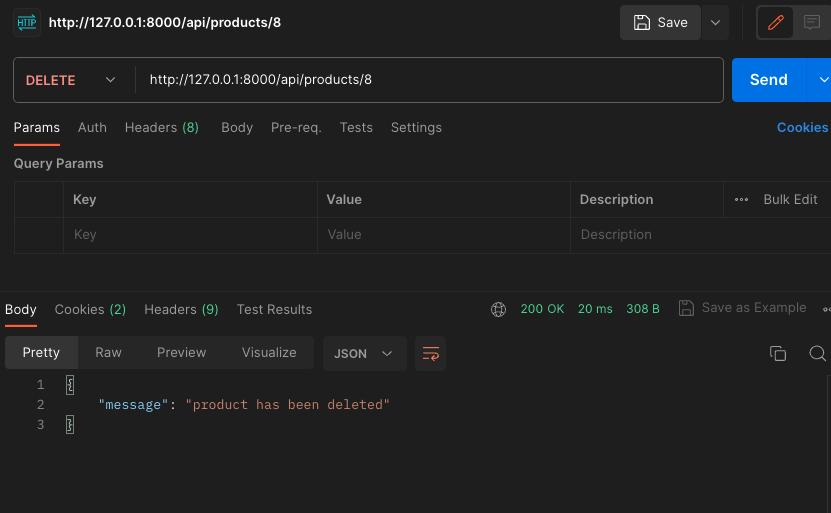 HTTP http://127.0.0.1:8000/api/products/8 Save
DELETE http://127.0.0.1:8000/api/products/8 Send
Params Auth Headers (8) Body Pre-req. Tests Settings Cookies
Query Params
Key Value Description Bulk Edit
Key Value Description
Body Cookies (2) Headers (9) Test Results 200 OK 20 ms 308 B Save as Example
Pretty Raw Preview Visualize JSON
1 {
2 "message": "product has been deleted"
3 }